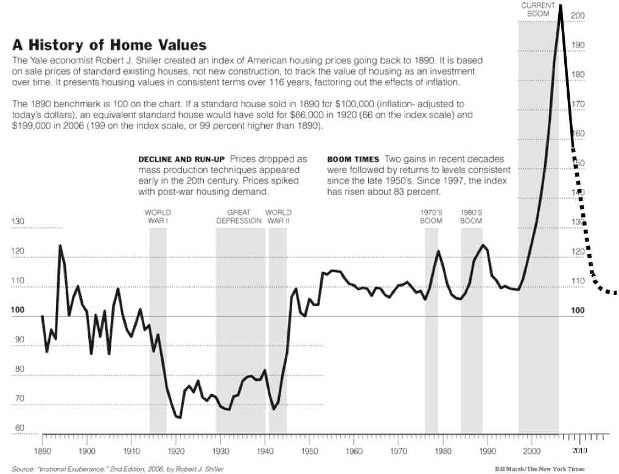 CURRENT
BOOM
A History of Home Values
The Yale economist Robert J. Shiller created an index of American housing prices going back to 1890. It is based
on sale prices of standard existing houses, not new construction, to track the value of housing as an investment
over time. It presents housing values in consistent terms over 116 years, factoring out the effects of inflation.
The 1890 benchmark is 100 on the chart. If a standard house sold in 1890 for $100,000 (inflation- adjusted to
today's dollars), an equivalent standard house would have sold for $66,000 in 1920 (66 on the index scale) and
$199,000 in 2006 (199 on the index scale, or 99 percent higher than 1890).
DECLINE AND RUN-UP Prices dropped as
mass production techniques appeared
early in the 20th century. Prices spiked
with post-war housing demand.
BOOM TIMES Two gains in recent decades
were followed by returns to levels consistent
since the late 1950's. Since 1997, the index
has risen about 83 percent.
WORLD
WAR I
GREAT
DEPRESSION
WORLD
WAR II
1970'S
BOOM
1980'S
BOOM
200
190
180
170
160
150
140
130
120
110
100
130
120
110
100
90
80
70
60
1890 1900 1910 1920 1930 1940 1950 1960 1970 1980 1990 2000 2010
Source: "Irrational Exuberance," 2nd Edition, 2006, by Robert J. Shiller
Bill Marsh/The New York Times